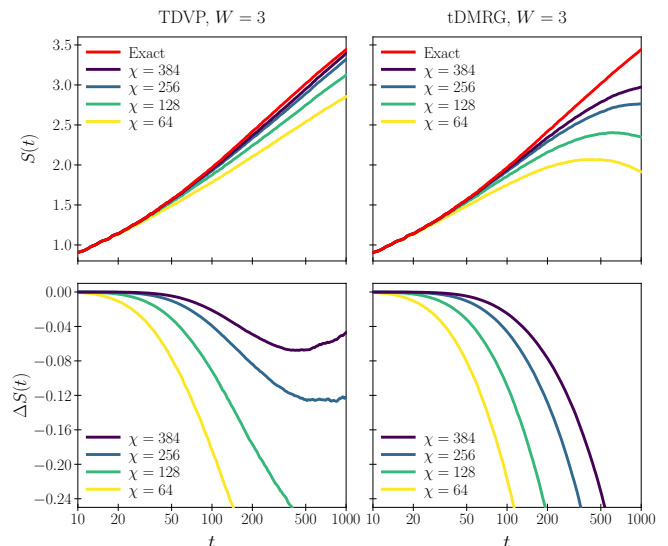 TDVP, W = 3
tDMRG, W = 3
S(t)
3.5
3.0
2.5
2.0
1.5
1.0
Exact
χ = 384
χ = 256
χ = 128
χ = 64
Exact
χ = 384
χ = 256
χ = 128
χ = 64
ΔS(t)
0.00
−0.04
−0.08
−0.12
−0.16
−0.20
−0.24
χ = 384
χ = 256
χ = 128
χ = 64
χ = 384
χ = 256
χ = 128
χ = 64
10 20 50 100 200 500 1000
10 20 50 100 200 500 1000
t
t